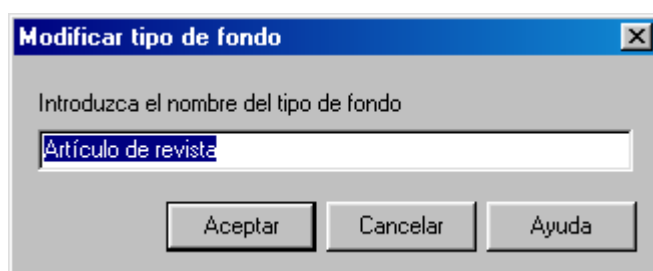 Modificar tipo de fondo
Introduzca el nombre del tipo de fondo
Artículo de revista
Aceptar Cancelar Ayuda